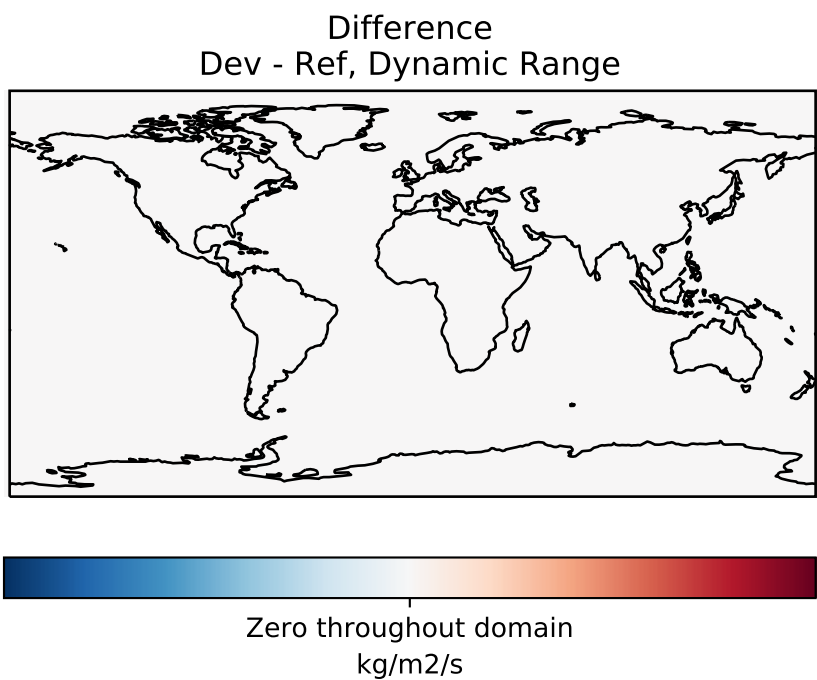 Difference
Dev - Ref, Dynamic Range
Zero throughout domain
kg/m2/s